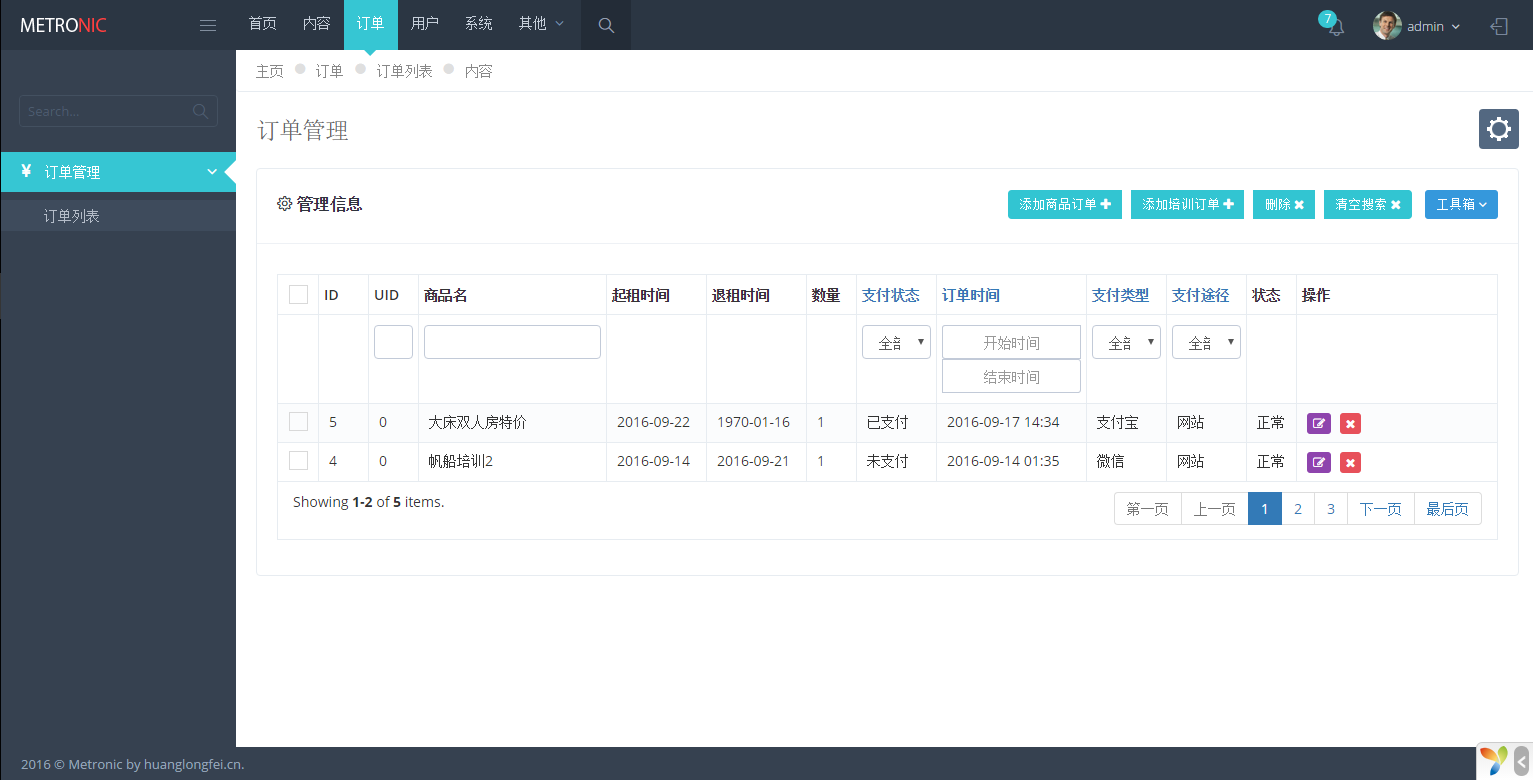 METRONIC 首页 内容 订单 用户 系统 其他 7 admin
主页 订单 订单列表 内容
Search...
订单管理
¥ 订单管理
订单列表
管理信息 添加商品订单 添加培训订单 删除 清空搜索 工具箱
ID UID 商品名 起租时间 退租时间 数量 支付状态 订单时间 支付类型 支付途径 状态 操作
全部 开始时间 全部 全部
结束时间
5 0 大床双人房特价 2016-09-22 1970-01-16 1 已支付 2016-09-17 14:34 支付宝 网站 正常
4 0 帆船培训2 2016-09-14 2016-09-21 1 未支付 2016-09-14 01:35 微信 网站 正常
Showing 1-2 of 5 items. 第一页 上一页 1 2 3 下一页 最后页
2016 © Metronic by huanglongfei.cn.